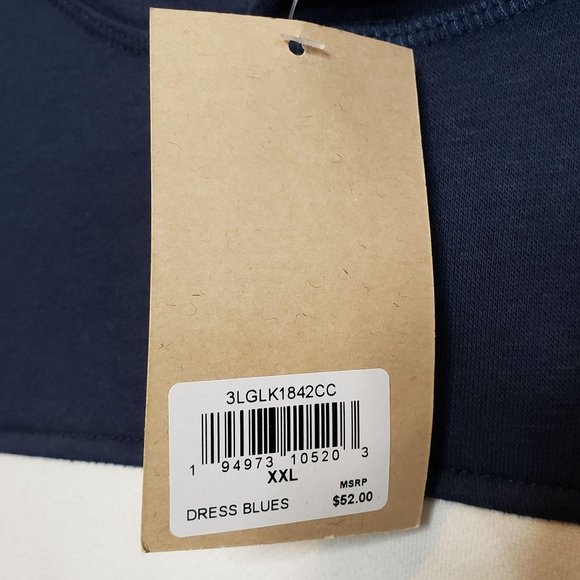 3LGLK1842CC
1 94973 10520 3
XXL
MSRP
DRESS BLUES $52.00